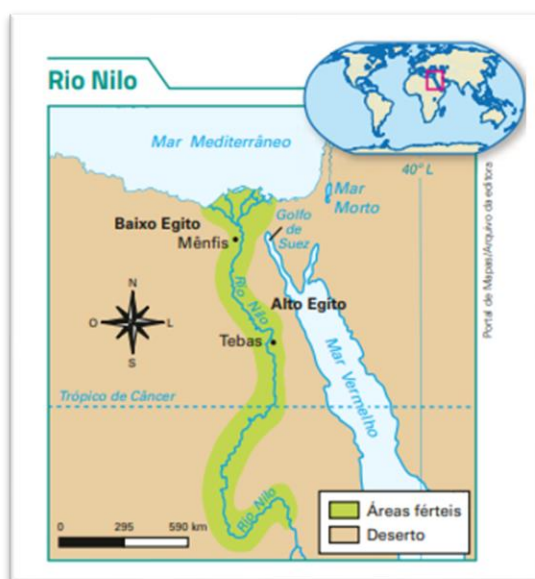 Rio Nilo
Mar Mediterrâneo
40° L
Mar
Morto
Golfo
de
Suez
Baixo Egito
Mênfis
Rio Nilo
Alto Egito
N
O
L
S
Tebas
Mar Vermelho
Trópico de Câncer
Rio Nilo
0 295 590 km
Áreas férteis
Deserto
Portal de Mapas/Arquivo da editora